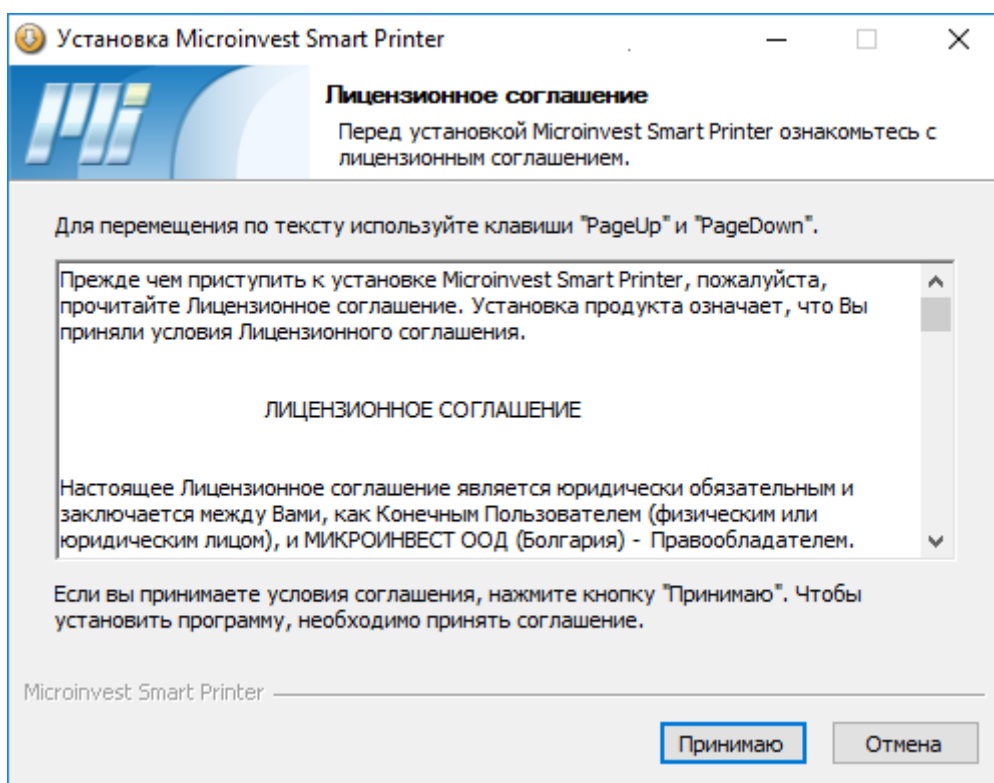 Установка Microinvest Smart Printer
Лицензионное соглашение
Перед установкой Microinvest Smart Printer ознакомьтесь с
лицензионным соглашением.
Для перемещения по тексту используйте клавиши "PageUp" и "PageDown".
Прежде чем приступить к установке Microinvest Smart Printer, пожалуйста,
прочитайте Лицензионное соглашение. Установка продукта означает, что Вы
приняли условия Лицензионного соглашения.
ЛИЦЕНЗИОННОЕ СОГЛАШЕНИЕ
Настоящее Лицензионное соглашение является юридически обязательным и
заключается между Вами, как Конечным Пользователем (физическим или
юридическим лицом), и МИКРОИНВЕСТ ООД (Болгария) - Правообладателем.
Если вы принимаете условия соглашения, нажмите кнопку "Принимаю". Чтобы
установить программу, необходимо принять соглашение.
Microinvest Smart Printer
Принимаю Отмена